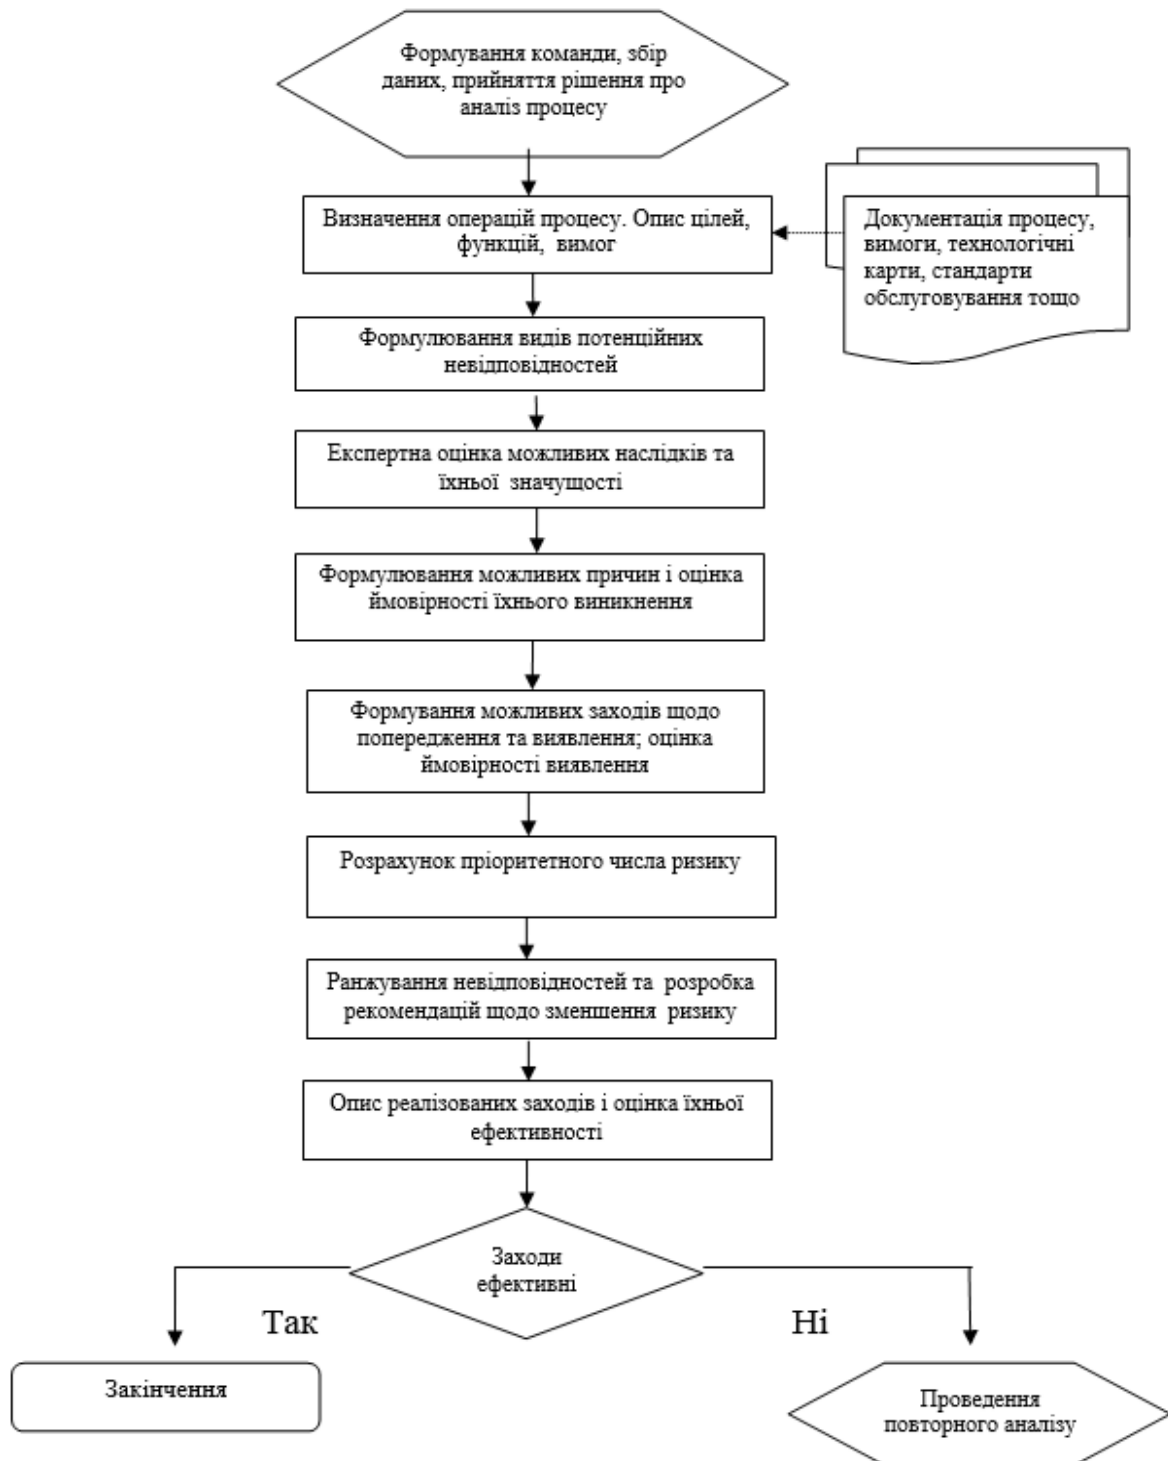 Формування команди, збір
даних, прийняття рішення про
аналіз процесу
Визначення операцій процесу. Опис цілей,
функцій, вимог
Документація процесу,
вимоги, технологічні
карти, стандарти
обслуговування тощо
Формулювання видів потенційних
невідповідностей
Експертна оцінка можливих наслідків та
їхньої значущості
Формулювання можливих причин і оцінка
ймовірності їхнього виникнення
Формування можливих заходів щодо
попередження та виявлення; оцінка
ймовірності виявлення
Розрахунок пріоритетного числа ризику
Ранжування невідповідностей та розробка
рекомендацій щодо зменшення ризику
Опис реалізованих заходів і оцінка їхньої
ефективності
Заходи
ефективні
Так
Ні
Закінчення
Проведення
повторного аналізу